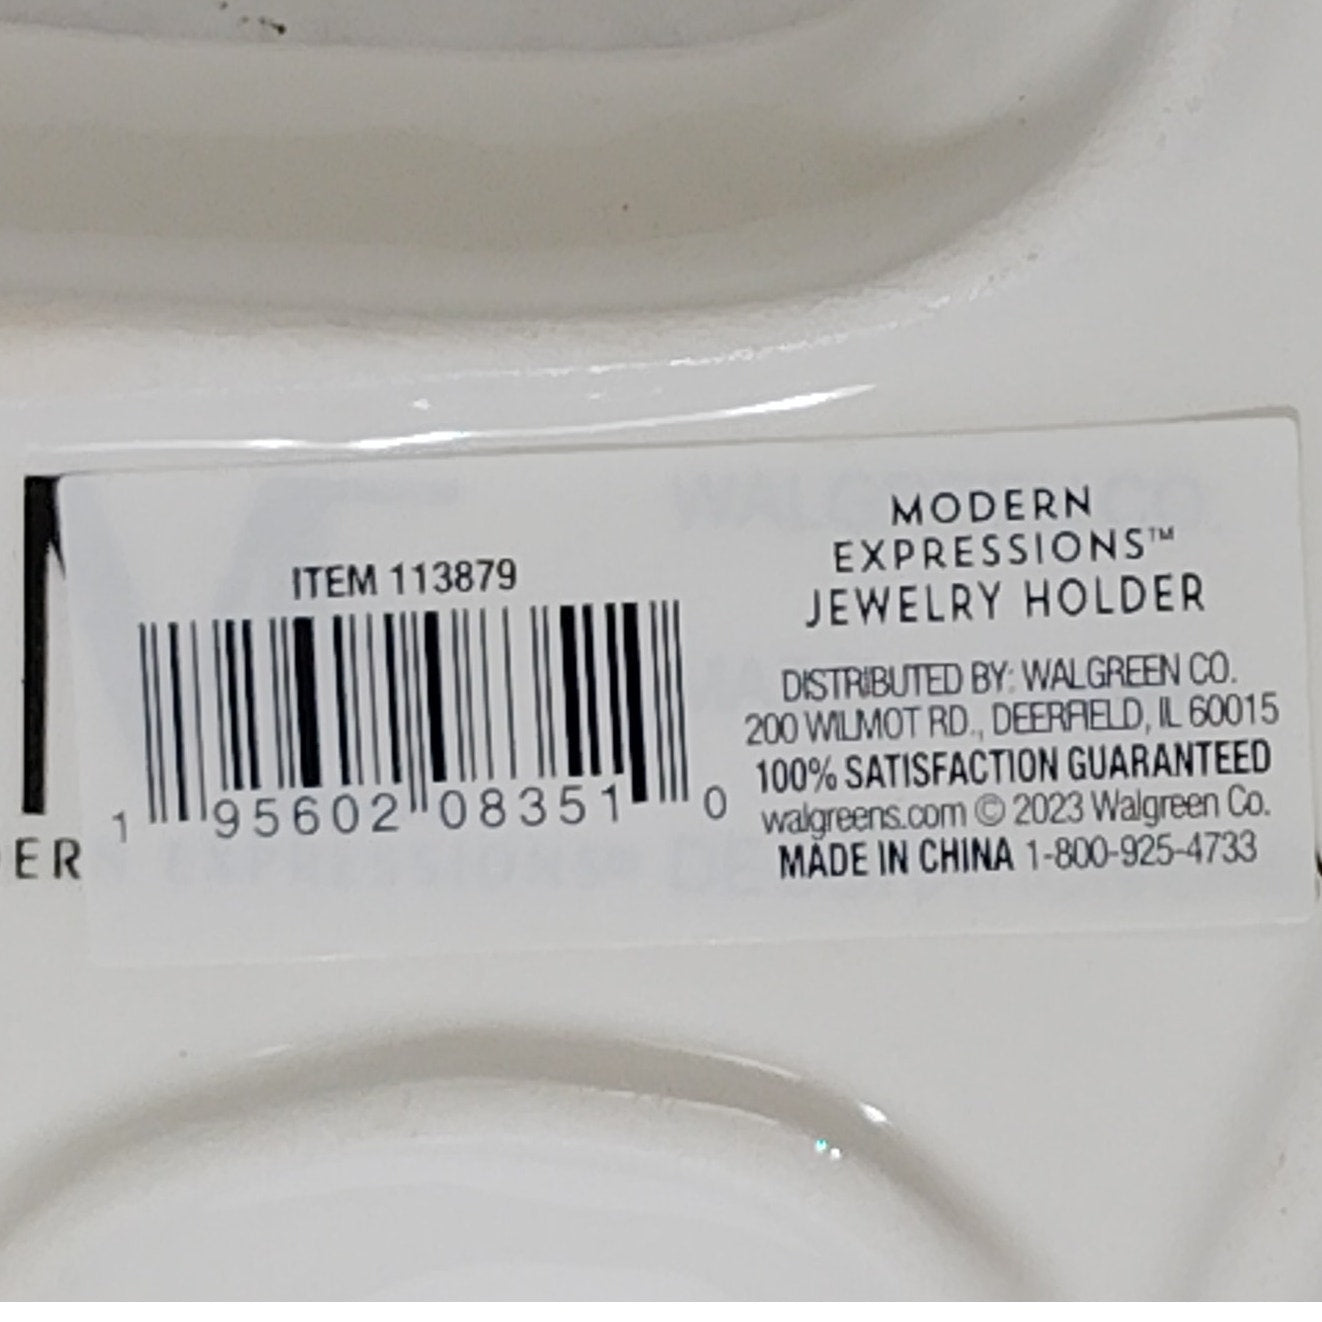 ITEM 113879
1 95602 08351 0
MODERN
EXPRESSIONS™
JEWELRY HOLDER
DISTRIBUTED BY: WALGREEN CO.
200 WILMOT RD., DEERFIELD, IL 60015
100% SATISFACTION GUARANTEED
walgreens.com © 2023 Walgreen Co.
MADE IN CHINA 1-800-925-4733
ER